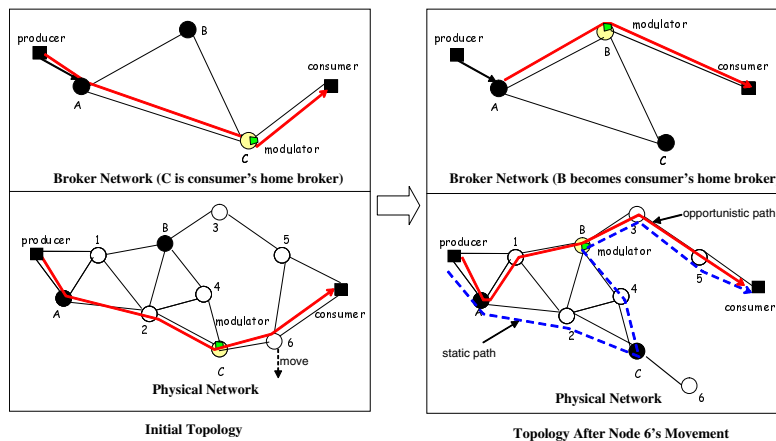 producer
B
consumer
A
modulator
C
Broker Network (C is consumer's home broker)
producer
1
B
3
5
4
A
2
modulator
consumer
6
C
move
Physical Network
Initial Topology
modulator
producer
B
consumer
A
C
Broker Network (B becomes consumer's home broker
opportunistic path
B
3
producer
1
modulator
5
4
consumer
A
2
static path
C
6
Physical Network
Topology After Node 6's Movement